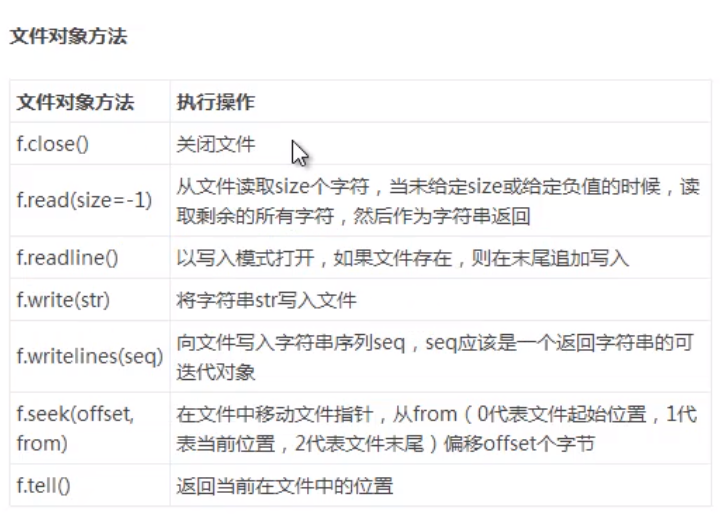 文件对象方法
文件对象方法 执行操作
f.close() 关闭文件
f.read(size=-1) 从文件读取size个字符，当未给定size或给定负值的时候，读
取剩余的所有字符，然后作为字符串返回
f.readline() 以写入模式打开，如果文件存在，则在末尾追加写入
f.write(str) 将字符串str写入文件
f.writelines(seq) 向文件写入字符串序列seq，seq应该是一个返回字符串的可
迭代对象
f.seek(offset, 在文件中移动文件指针，从from（0代表文件起始位置，1代
from) 表当前位置，2代表文件末尾）偏移offset个字节
f.tell() 返回当前在文件中的位置